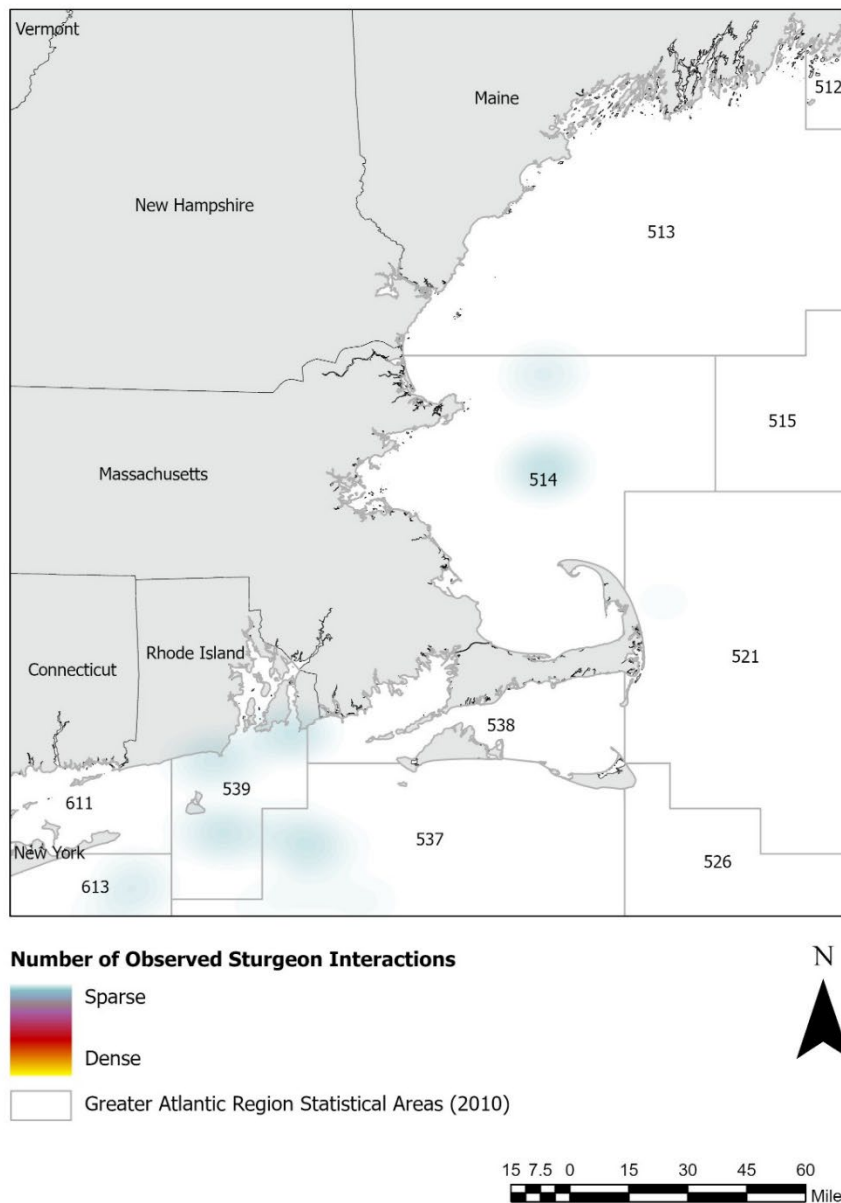 Vermont
512
Maine
New Hampshire
513
515
514
Massachusetts
Rhode Island
Connecticut
521
538
539
611
537
New York
526
613
Number of Observed Sturgeon Interactions
Sparse
Dense
Greater Atlantic Region Statistical Areas (2010)
N
15 7.5 0 15 30 45 60
Mile